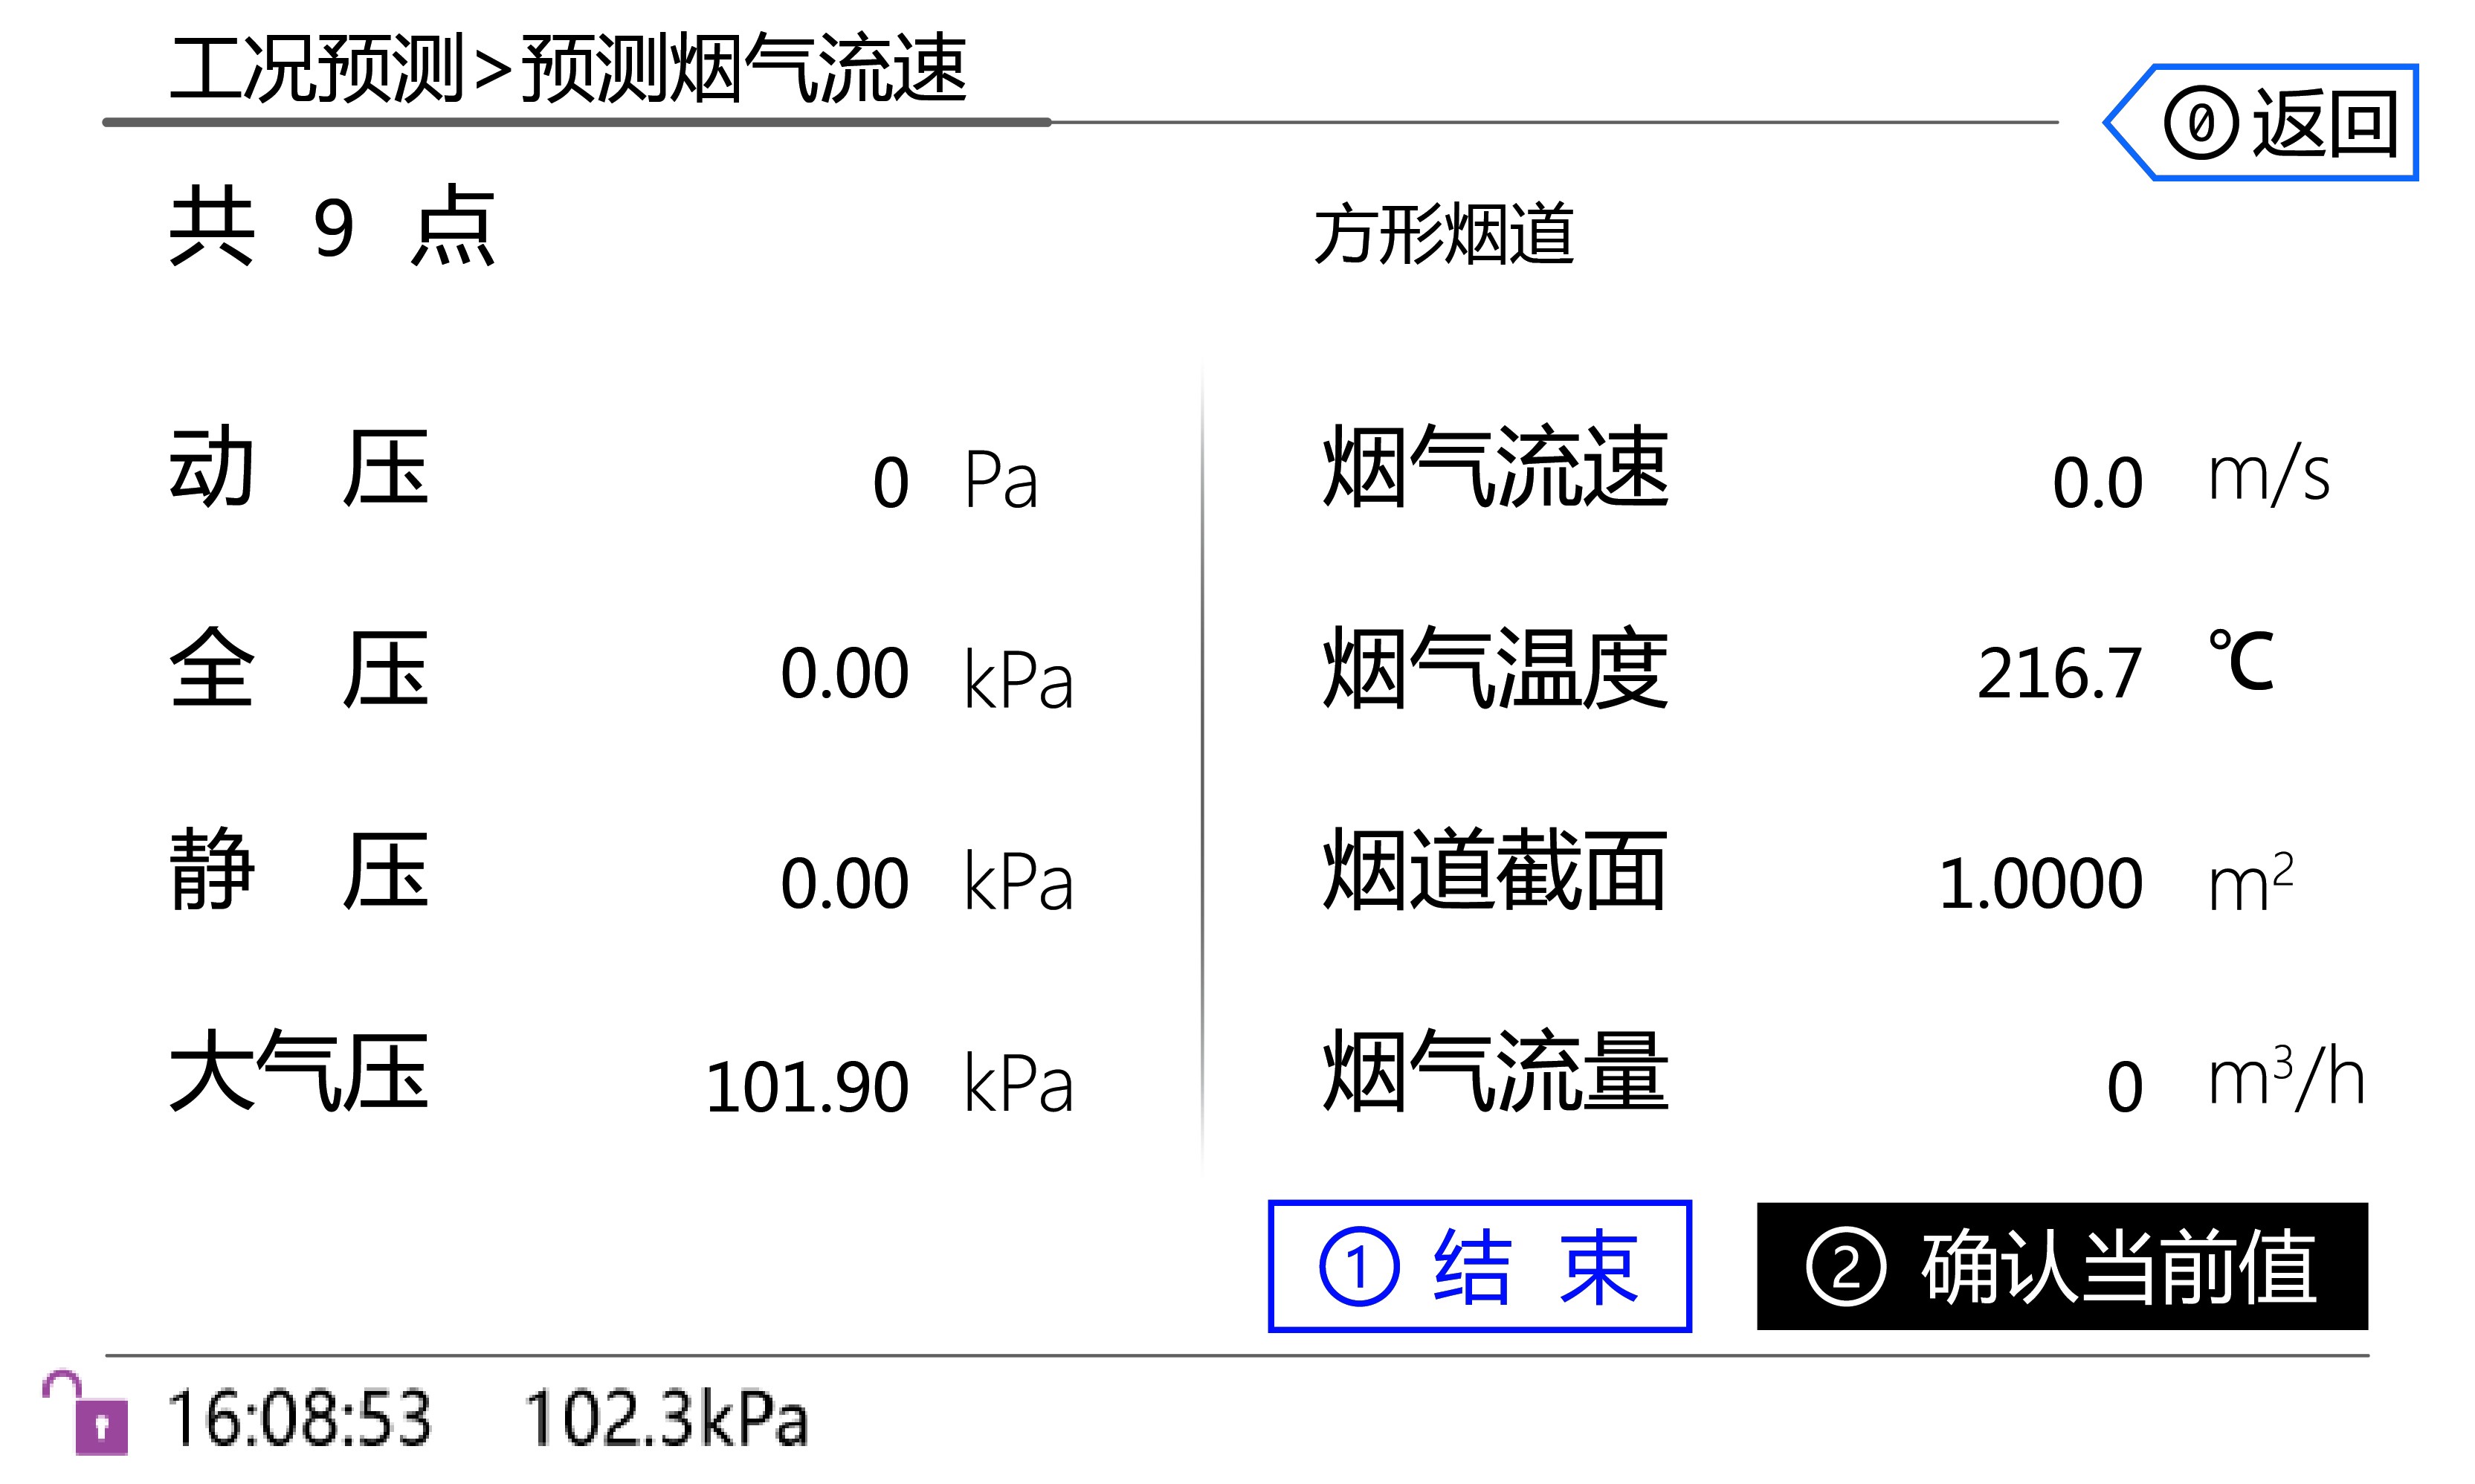 工况预测>预测烟气流速
⓪返回
共 9 点
方形烟道
动 压 0 Pa
烟气流速 0.0 m/s
全 压 0.00 kPa
烟气温度 216.7 ℃
静 压 0.00 kPa
烟道截面 1.0000 m²
大气压 101.90 kPa
烟气流量 0 m³/h
① 结 束
② 确认当前值
16:08:53 102.3kPa